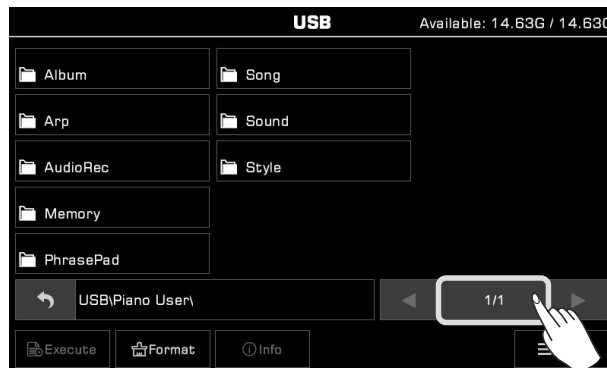 USB Available: 14.63G / 14.63G
Album Song
Arp Sound
AudioRec Style
Memory
PhrasePad
USB\Piano User\ 1/1
Execute Format Info